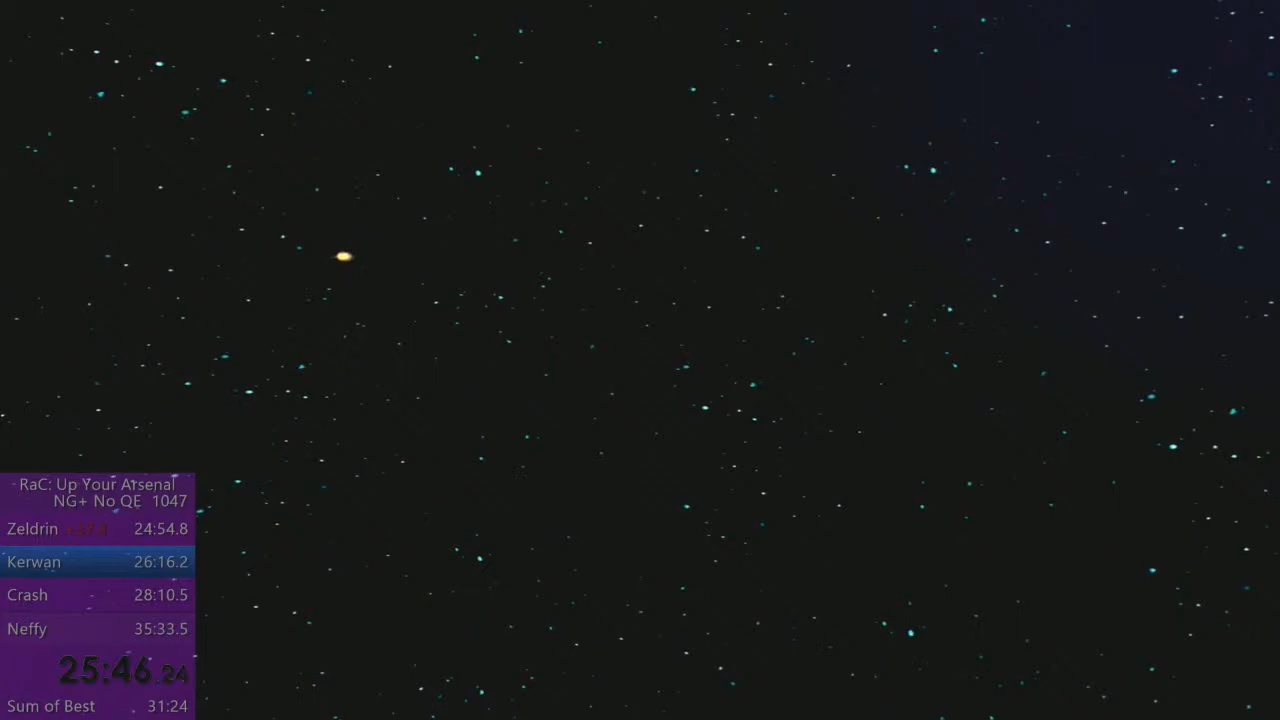 RaC: Up Your Arsenal
NG+ No QE 1047
Zeldrin 24:54.8
Kerwan 26:16.2
Crash - 28:10.5
Neffy 35:33.5
25:46.24
Sum of Best 31:24